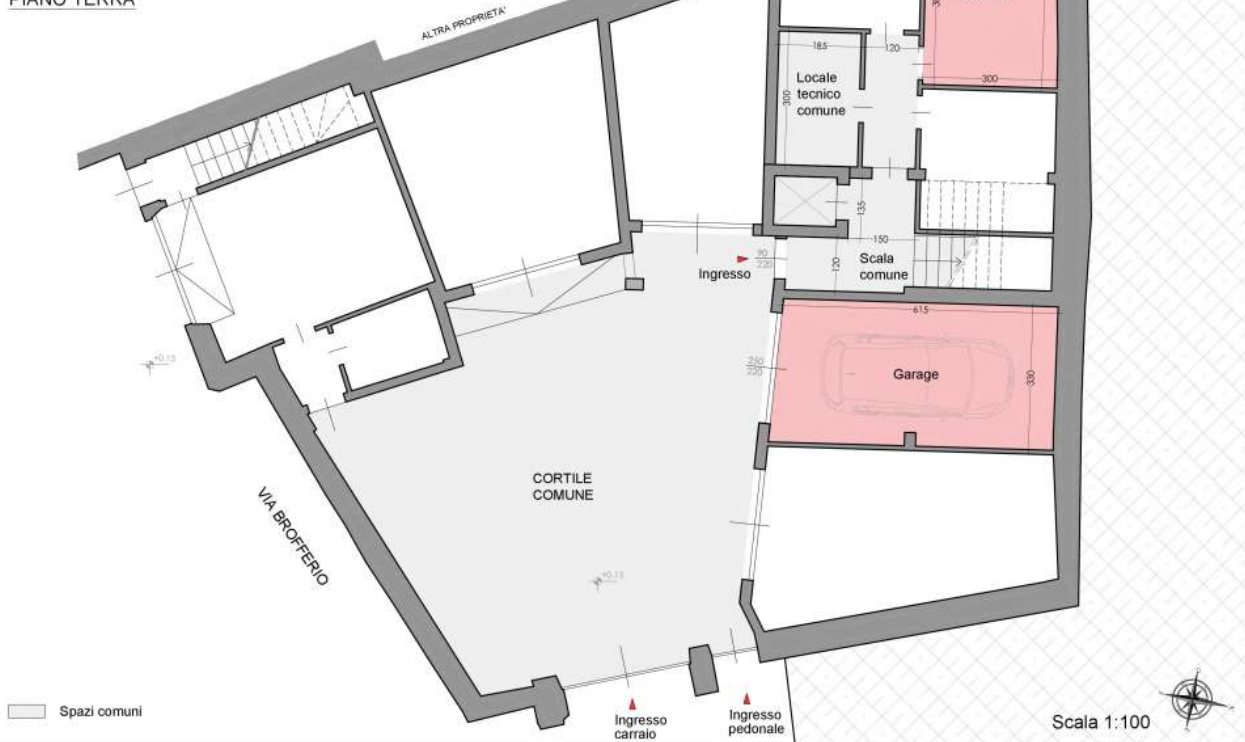 PIANO TERRA
ALTRA PROPRIETA'
300
185
120
Locale
tecnico
comune
300
135
150
120
Scala
comune
90
220
Ingresso
615
330
Garage
250
220
+0.15
CORTILE
COMUNE
VIA BROFFERIO
+0.15
Spazi comuni
Ingresso
carraio
Ingresso
pedonale
Scala 1:100